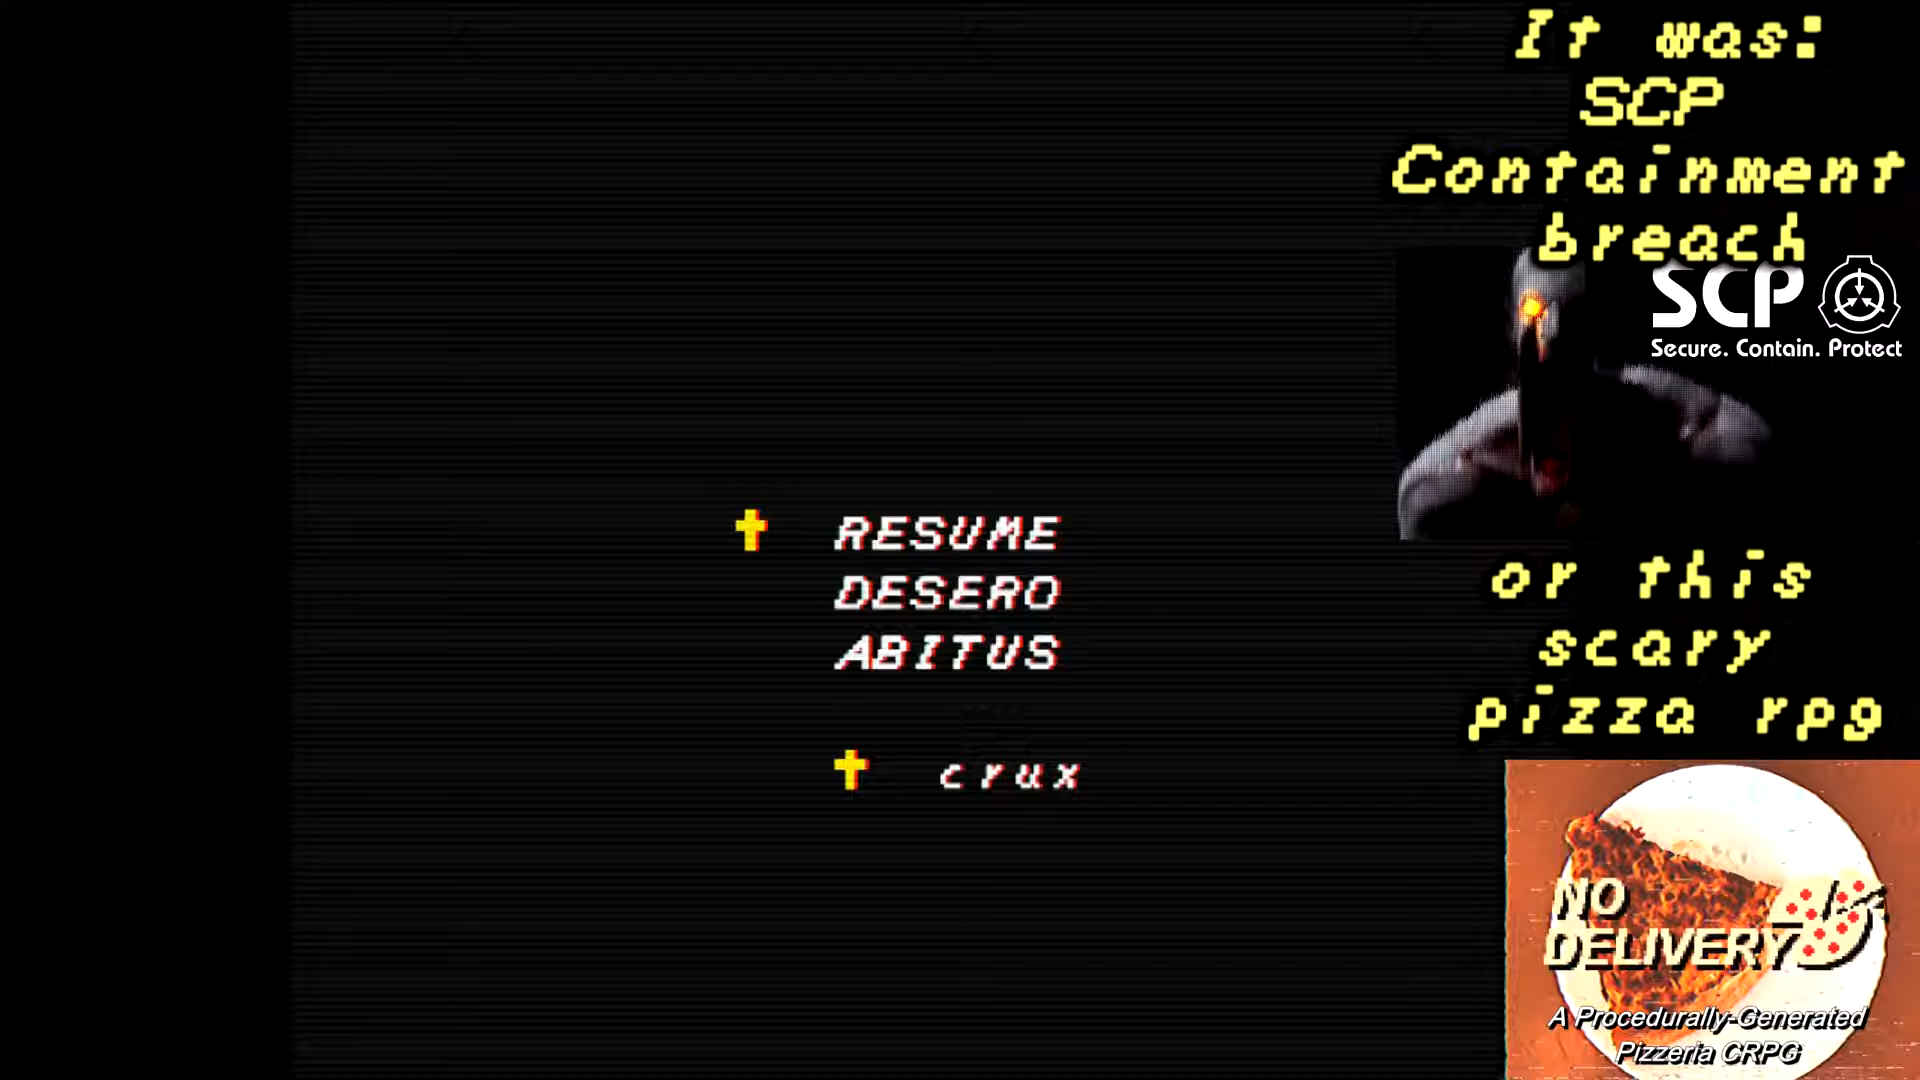 RESUME
DESERO
ABITUS
† crux
It was:
SCP
Containment
breach
SCP
Secure. Contain. Protect
or this
scary
pizza rpg
NO
DELIVERY
A Procedurally-Generated
Pizzeria CRPG